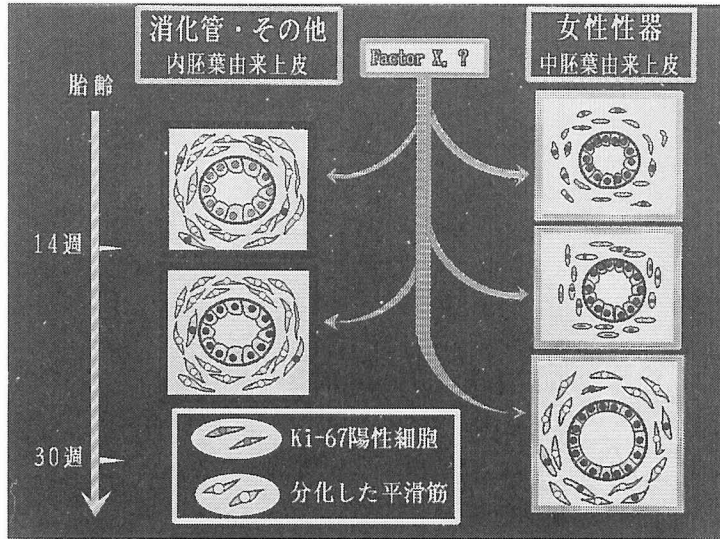 消化管・その他
内胚葉由来上皮
Factor X, ?
女性性器
中胚葉由来上皮
胎齢
14週
30週
Ki-67陽性細胞
分化した平滑筋